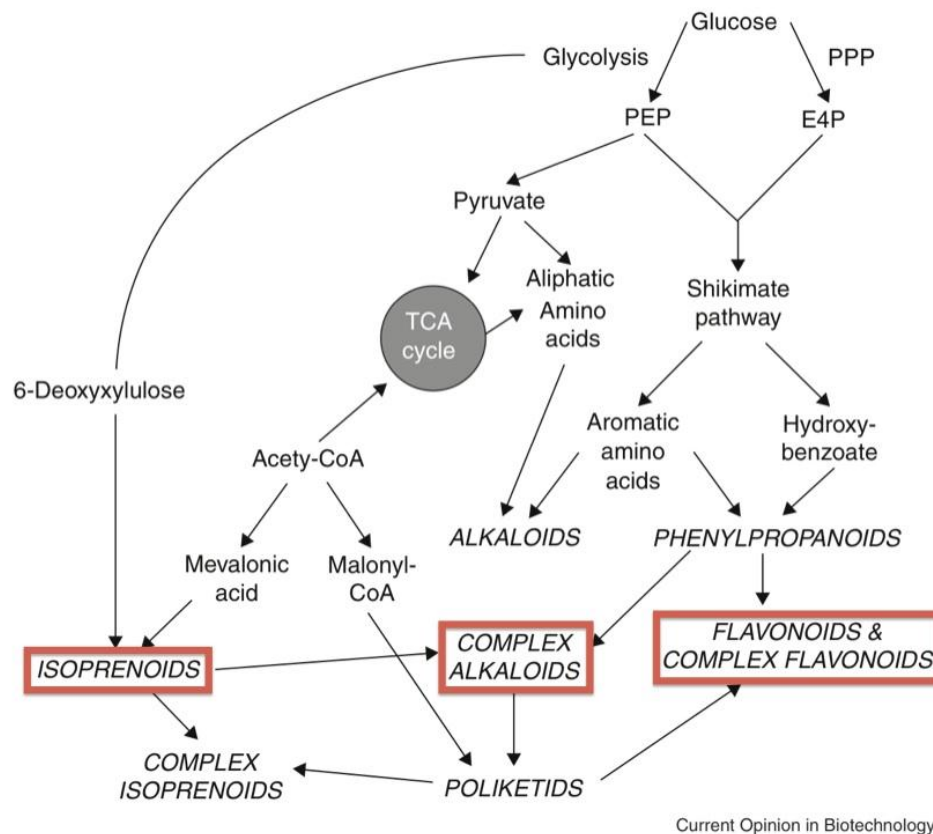 Glucose
Glycolysis
PPP
PEP
E4P
Pyruvate
Aliphatic
Amino
acids
Shikimate
pathway
TCA
cycle
6-Deoxyxylulose
Aromatic
amino
acids
Hydroxy-
benzoate
Acety-CoA
ALKALOIDS
PHENYLPROPANOIDS
Mevalonic
acid
Malonyl-
CoA
ISOPRENOIDS
COMPLEX
ALKALOIDS
FLAVONOIDS &
COMPLEX FLAVONOIDS
COMPLEX
ISOPRENOIDS
POLIKETIDS
Current Opinion in Biotechnology